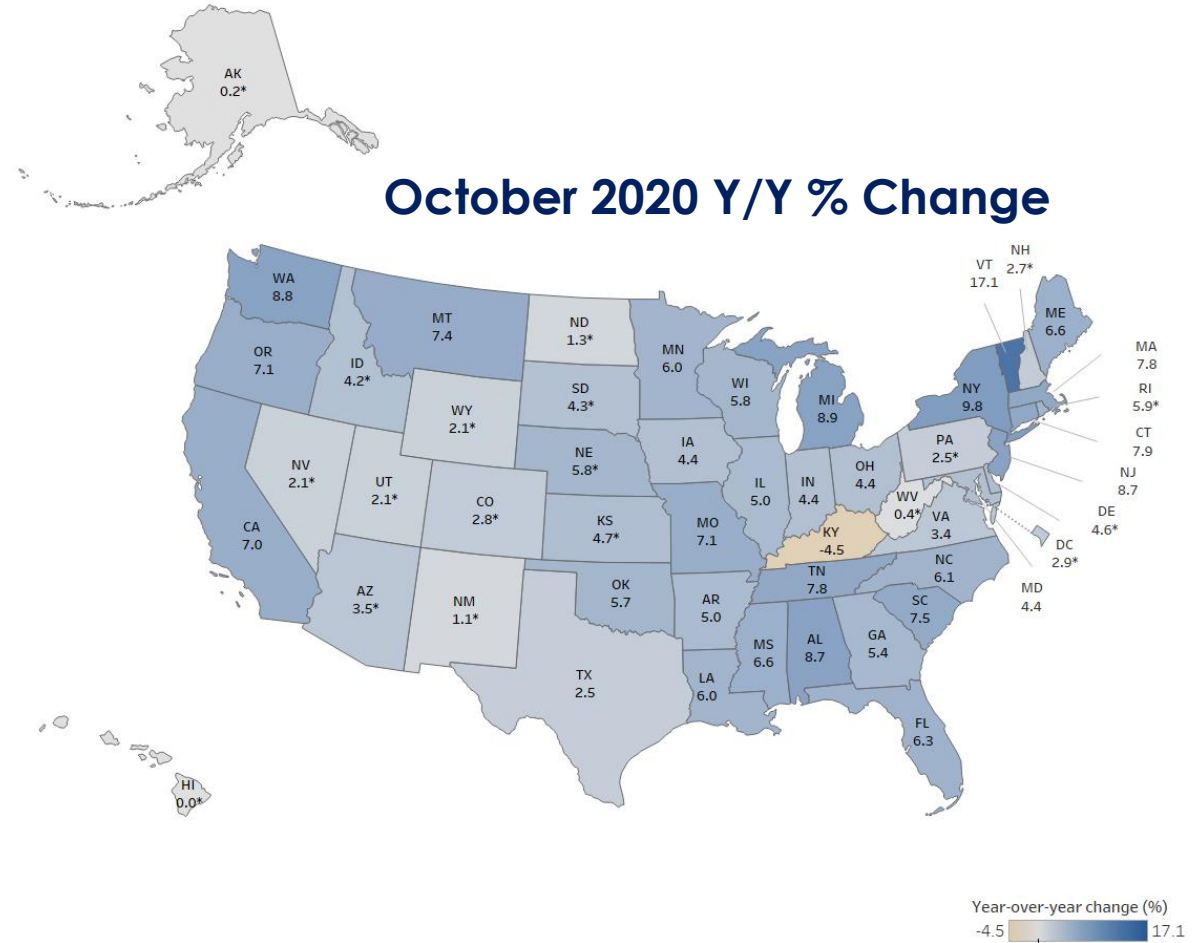 AK
0.2*
October 2020 Y/Y % Change
WA
8.8
OR
7.1
CA
7.0
NV
2.1*
ID
4.2*
MT
7.4
WY
2.1*
UT
2.1*
CO
2.8*
AZ
3.5*
NM
1.1*
ND
1.3*
SD
4.3*
NE
5.8*
KS
4.7*
OK
5.7
TX
2.5
MN
6.0
IA
4.4
MO
7.1
AR
5.0
LA
6.0
WI
5.8
IL
5.0
MI
8.9
IN
4.4
OH
4.4
KY
-4.5
TN
7.8
MS
6.6
AL
8.7
GA
5.4
FL
6.3
SC
7.5
NC
6.1
VA
3.4
WV
0.4*
PA
2.5*
NY
9.8
VT
17.1
NH
2.7*
ME
6.6
MA
7.8
RI
5.9*
CT
7.9
NJ
8.7
DE
4.6*
DC
2.9*
MD
4.4
HI
0.0*
Year-over-year change (%)
-4.5 17.1